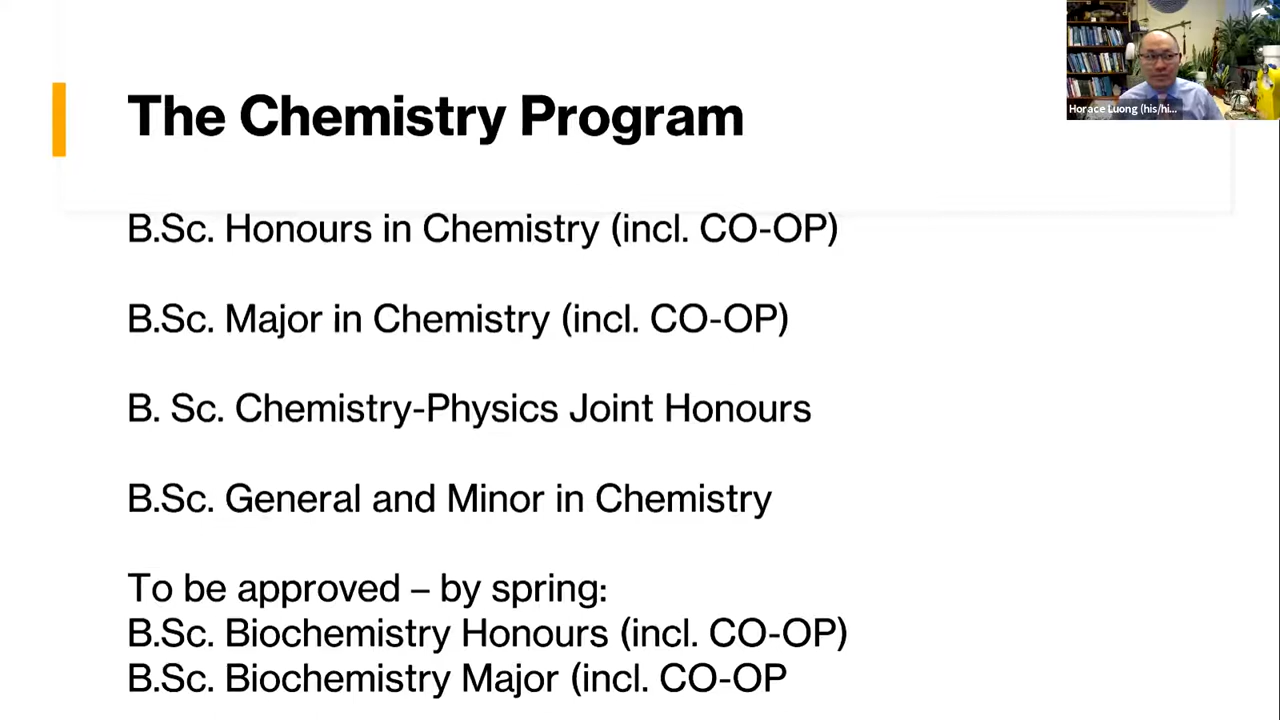 The Chemistry Program
Horace Luong (his/hi...
B.Sc. Honours in Chemistry (incl. CO-OP)
B.Sc. Major in Chemistry (incl. CO-OP)
B. Sc. Chemistry-Physics Joint Honours
B.Sc. General and Minor in Chemistry
To be approved – by spring:
B.Sc. Biochemistry Honours (incl. CO-OP)
B.Sc. Biochemistry Major (incl. CO-OP